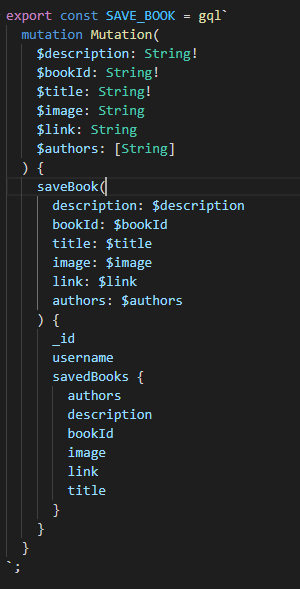 export const SAVE_BOOK = gql`
  mutation Mutation(
    $description: String!
    $bookId: String!
    $title: String!
    $image: String
    $link: String
    $authors: [String]
  ) {
    saveBook(
      description: $description
      bookId: $bookId
      title: $title
      image: $image
      link: $link
      authors: $authors
    ) {
      _id
      username
      savedBooks {
        authors
        description
        bookId
        image
        link
        title
      }
    }
  }
`;